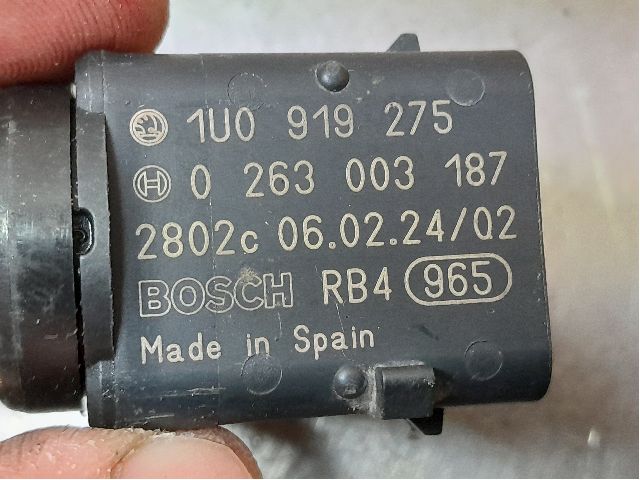 1U0 919 275
0 263 003 187
2802c 06.02.24/02
BOSCH RB4 965
Made in Spain